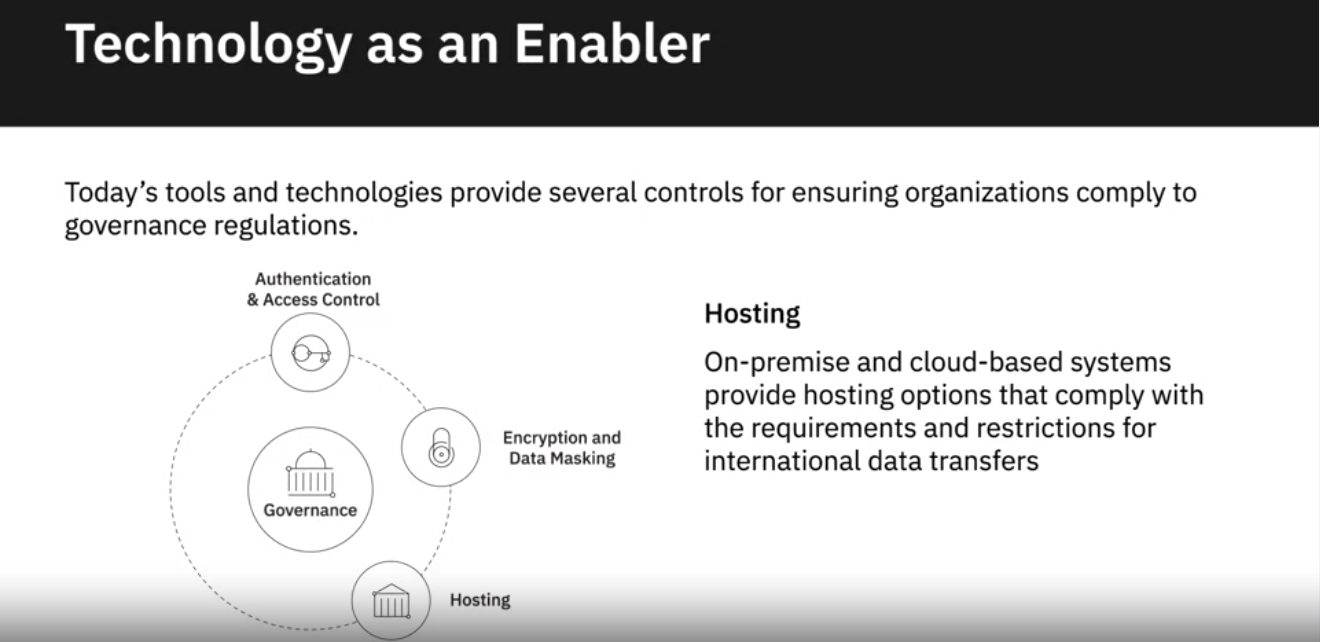 Technology as an Enabler
Today’s tools and technologies provide several controls for ensuring organizations comply to
governance regulations.
Authentication
& Access Control
Encryption and
Data Masking
Governance
Hosting
Hosting
On-premise and cloud-based systems
provide hosting options that comply with
the requirements and restrictions for
international data transfers